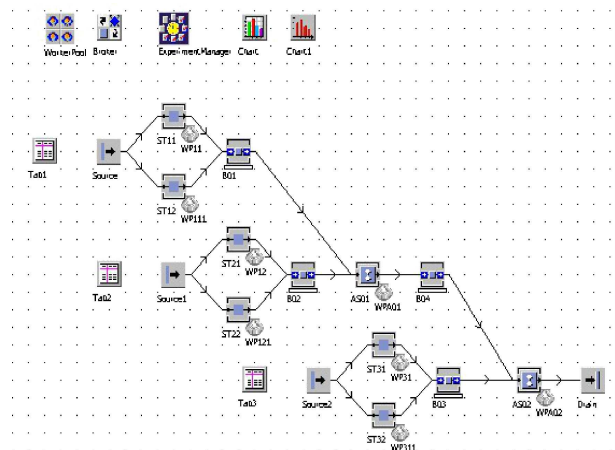 WorkerPool
Broker
ExperimentManager
Chart
Chart1
ST11
WP11
Tab1
Source
B01
ST12
WP111
ST21
WP12
Tab2
Source1
B02
AS01
B04
WPA01
ST22
WP121
ST31
WP31
Tab3
Source2
B03
AS02
Drain
WPA02
ST32
WP311